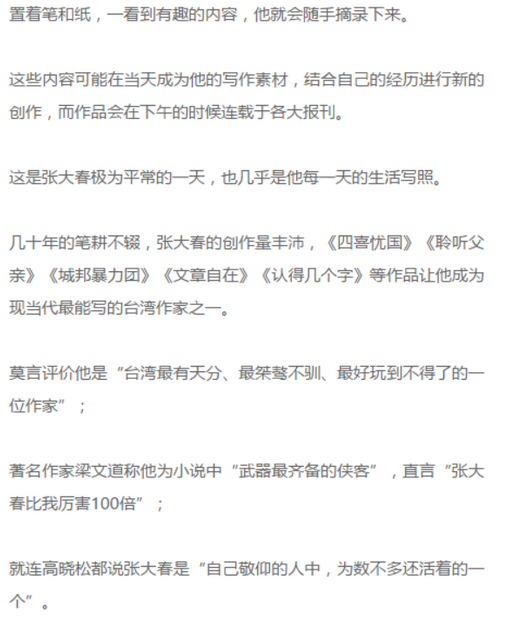 置着笔和纸，一看到有趣的内容，他就会随手摘录下来。
这些内容可能在当天成为他的写作素材，结合自己的经历进行新的
创作，而作品会在下午的时候连载于各大报刊。
这是张大春极为平常的一天，也几乎是他每一天的生活写照。
几十年的笔耕不辍，张大春的创作量丰沛，《四喜忧国》《聆听父
亲》《城邦暴力团》《文章自在》《认得几个字》等作品让他成为
现当代最能写的台湾作家之一。
莫言评价他是“台湾最有天分、最桀骜不驯、最好玩到不得了的一
位作家”；
著名作家梁文道称他为小说中“武器最齐备的侠客”，直言“张大
春比我厉害100倍”；
就连高晓松都说张大春是“自己敬仰的人中，为数不多还活着的一
个”。